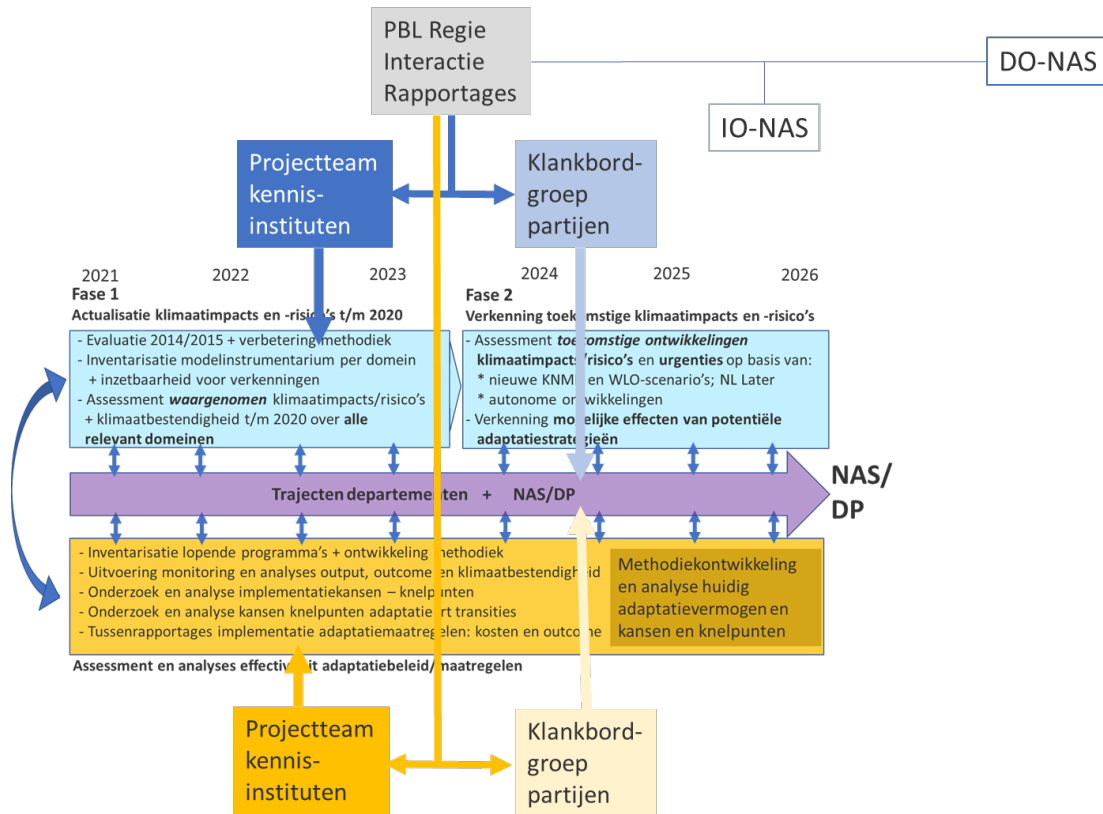 PBL Regie
Interactie
Rapportages
DO-NAS
IO-NAS
Projectteam
kennis-
instituten
Klankbord-
groep
partijen
2021
2022
2023
2024
2025
2026
Fase 1
Actualisatie klimaatimpacts en -risico's t/m 2020
- Evaluatie 2014/2015 + verbetering methodiek
- Inventarisatie modelinstrumentarium per domein
+ inzetbaarheid voor verkenningen
- Assessment waargenomen klimaatimpacts/risico's
+ klimaatbestendigheid t/m 2020 over alle
relevant domeinen
Fase 2
Verkenning toekomstige klimaatimpacts en -risico's
- Assessment toekomstige ontwikkelingen
klimaatimpacts/risico's en urgenties op basis van:
* nieuwe KNMI en WLO-scenario's; NL Later
* autonome ontwikkelingen
- Verkenning mogelijke effecten van potentiële
adaptatiestrategieën
Trajecten departementen + NAS/DP
NAS/
DP
- Inventarisatie lopende programma's + ontwikkeling methodiek
- Uitvoering monitoring en analyses output, outcome en klimaatbestendigheid
- Onderzoek en analyse implementatiekansen – knelpunten
- Onderzoek en analyse kansen knelpunten adaptatie transities
- Tussenrapportages implementatie adaptatiemaatregelen: kosten en outcome
Methodiekontwikkeling
en analyse huidig
adaptatievermogen en
kansen en knelpunten
Assessment en analyses effectiviteit adaptatiebeleid/maatregelen
Projectteam
kennis-
instituten
Klankbord-
groep
partijen